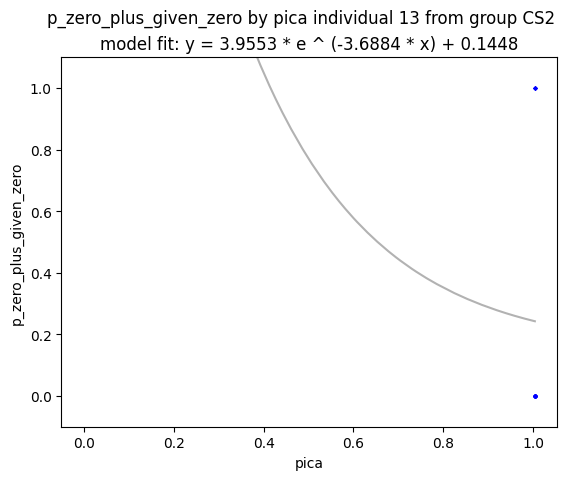 p_zero_plus_given_zero by pica individual 13 from group CS2
model fit: y = 3.9553 * e ^ (-3.6884 * x) + 0.1448
1.0
0.8
0.6
0.4
0.2
0.0
p_zero_plus_given_zero
0.0 0.2 0.4 0.6 0.8 1.0
pica